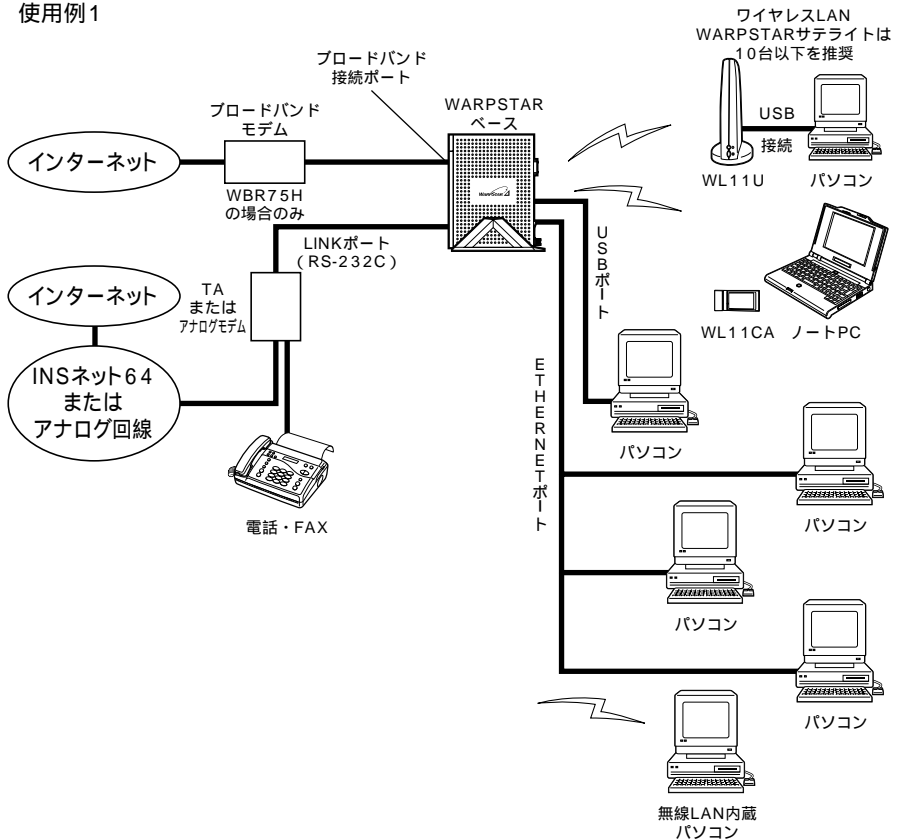 使用例1
ワイヤレスLAN
WARPSTARサテライトは
10台以下を推奨
ブロードバンド
接続ポート
ブロードバンド
モデム
WARPSTAR
ベース
USB
接続
WL11U
パソコン
インターネット
WBR75H
の場合のみ
WARPSTAR Δ
LINKポート
(RS-232C)
USBポート
インターネット
TA
または
アナログモデム
WL11CA
ノートPC
INSネット64
または
アナログ回線
ETHERNETポート
パソコン
電話・FAX
パソコン
パソコン
パソコン
無線LAN内蔵
パソコン